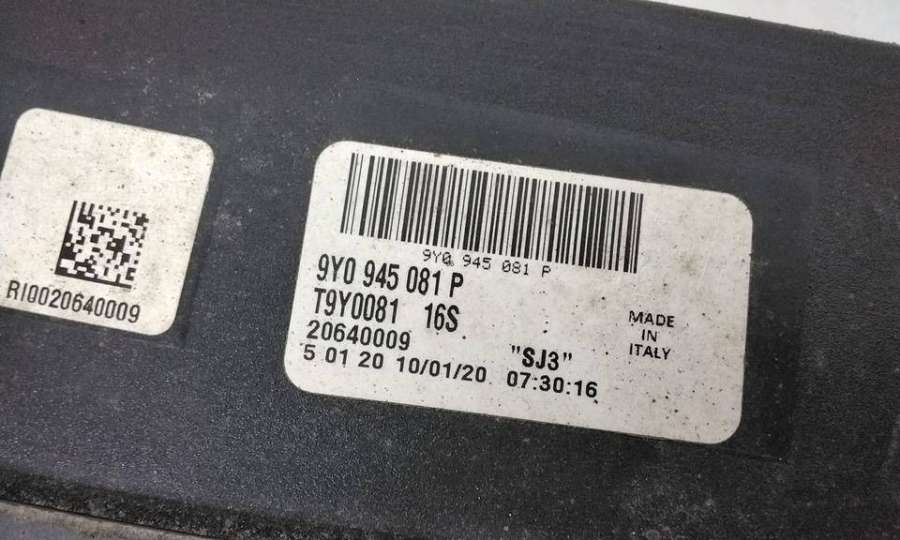 RI0020640009
9Y0 945 081 P
9Y0 945 081 P
T9Y0081 16S
20640009 "SJ3"
5 01 20 10/01/20 07:30:16
MADE
IN
ITALY